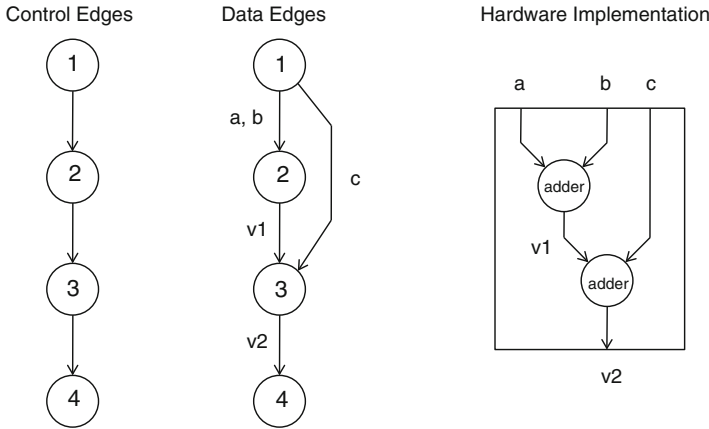 Control Edges
Data Edges
Hardware Implementation
1
2
3
4
1
a, b
c
2
v1
3
v2
4
a
b
c
adder
v1
adder
v2